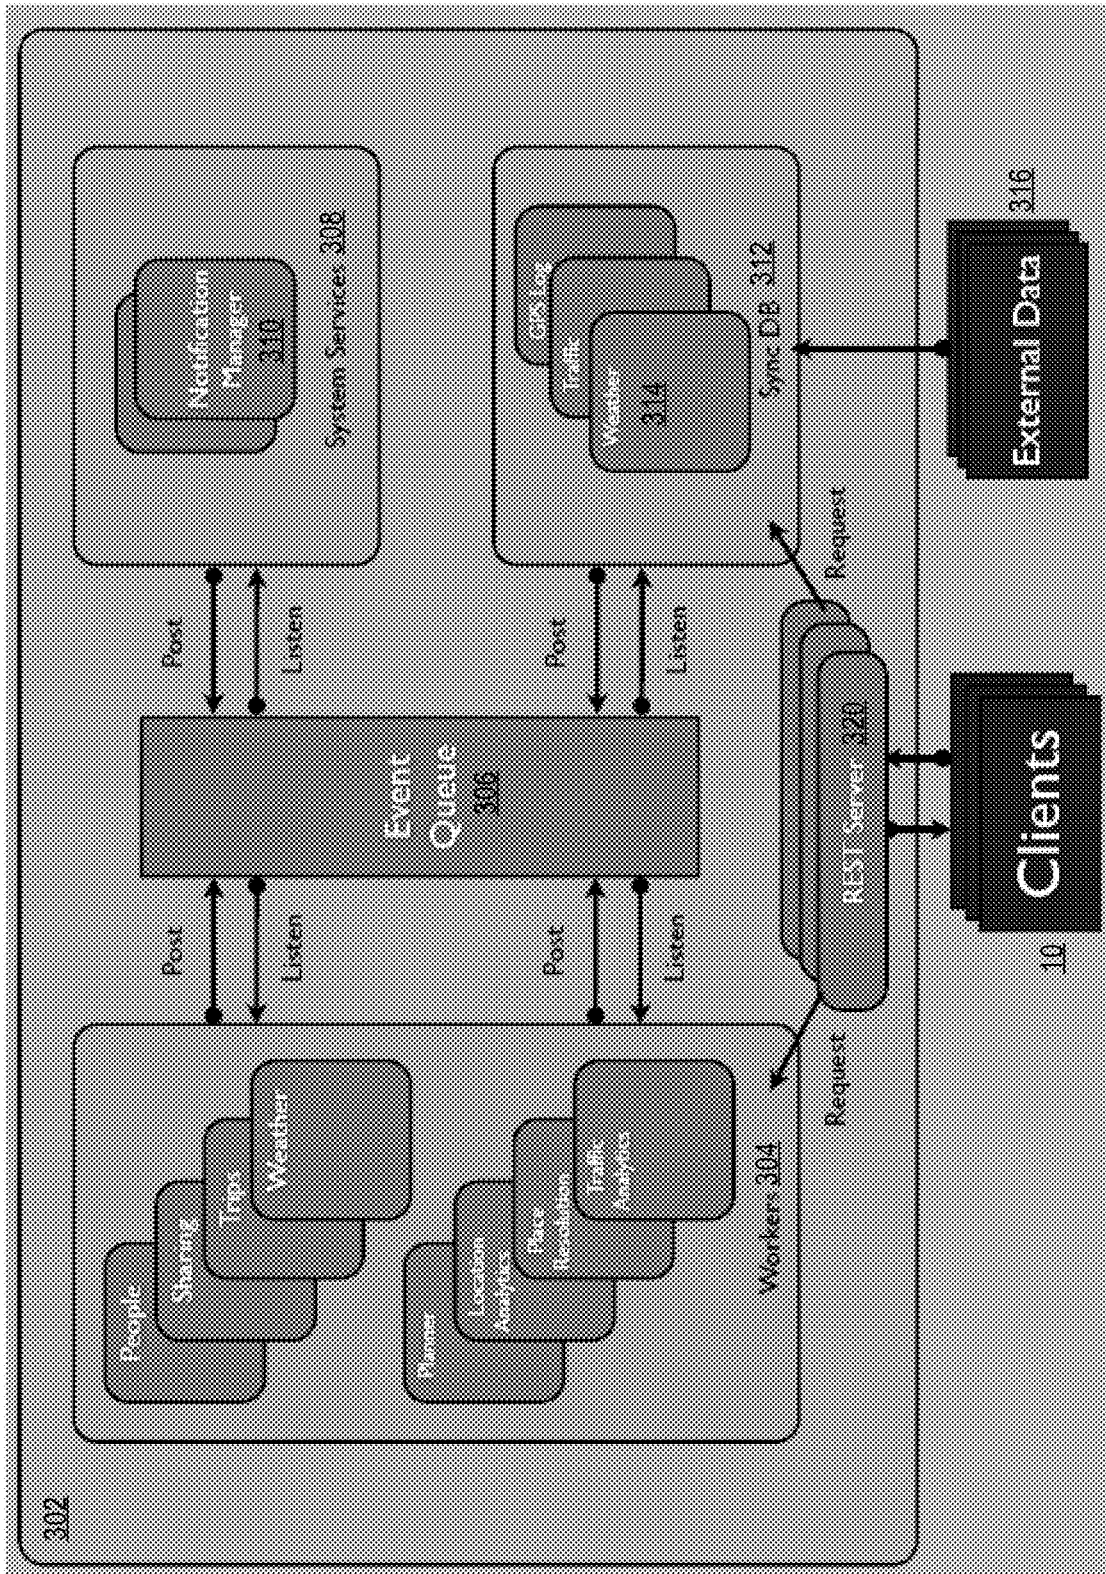 302
People
Sharing
Trips
Weather
Planner
Location
Analytics
Place
Resolution
Traffic
Analytics
Workers 304
Post
Listen
Post
Listen
Event
Queue
306
Post
Listen
Post
Listen
Notification
Manager
310
System Services 308
GPS Log
Traffic
Weather
314
Sync DB 312
Request
REST Server 320
Request
10
Clients
External Data
316